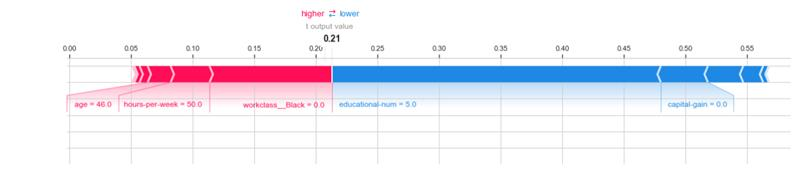 higher ⇄ lower
t output value
0.21
0.00 0.05 0.10 0.15 0.20 0.25 0.30 0.35 0.40 0.45 0.50 0.55
age = 46.0 hours-per-week = 50.0 workclass__Black = 0.0 educational-num = 5.0 capital-gain = 0.0